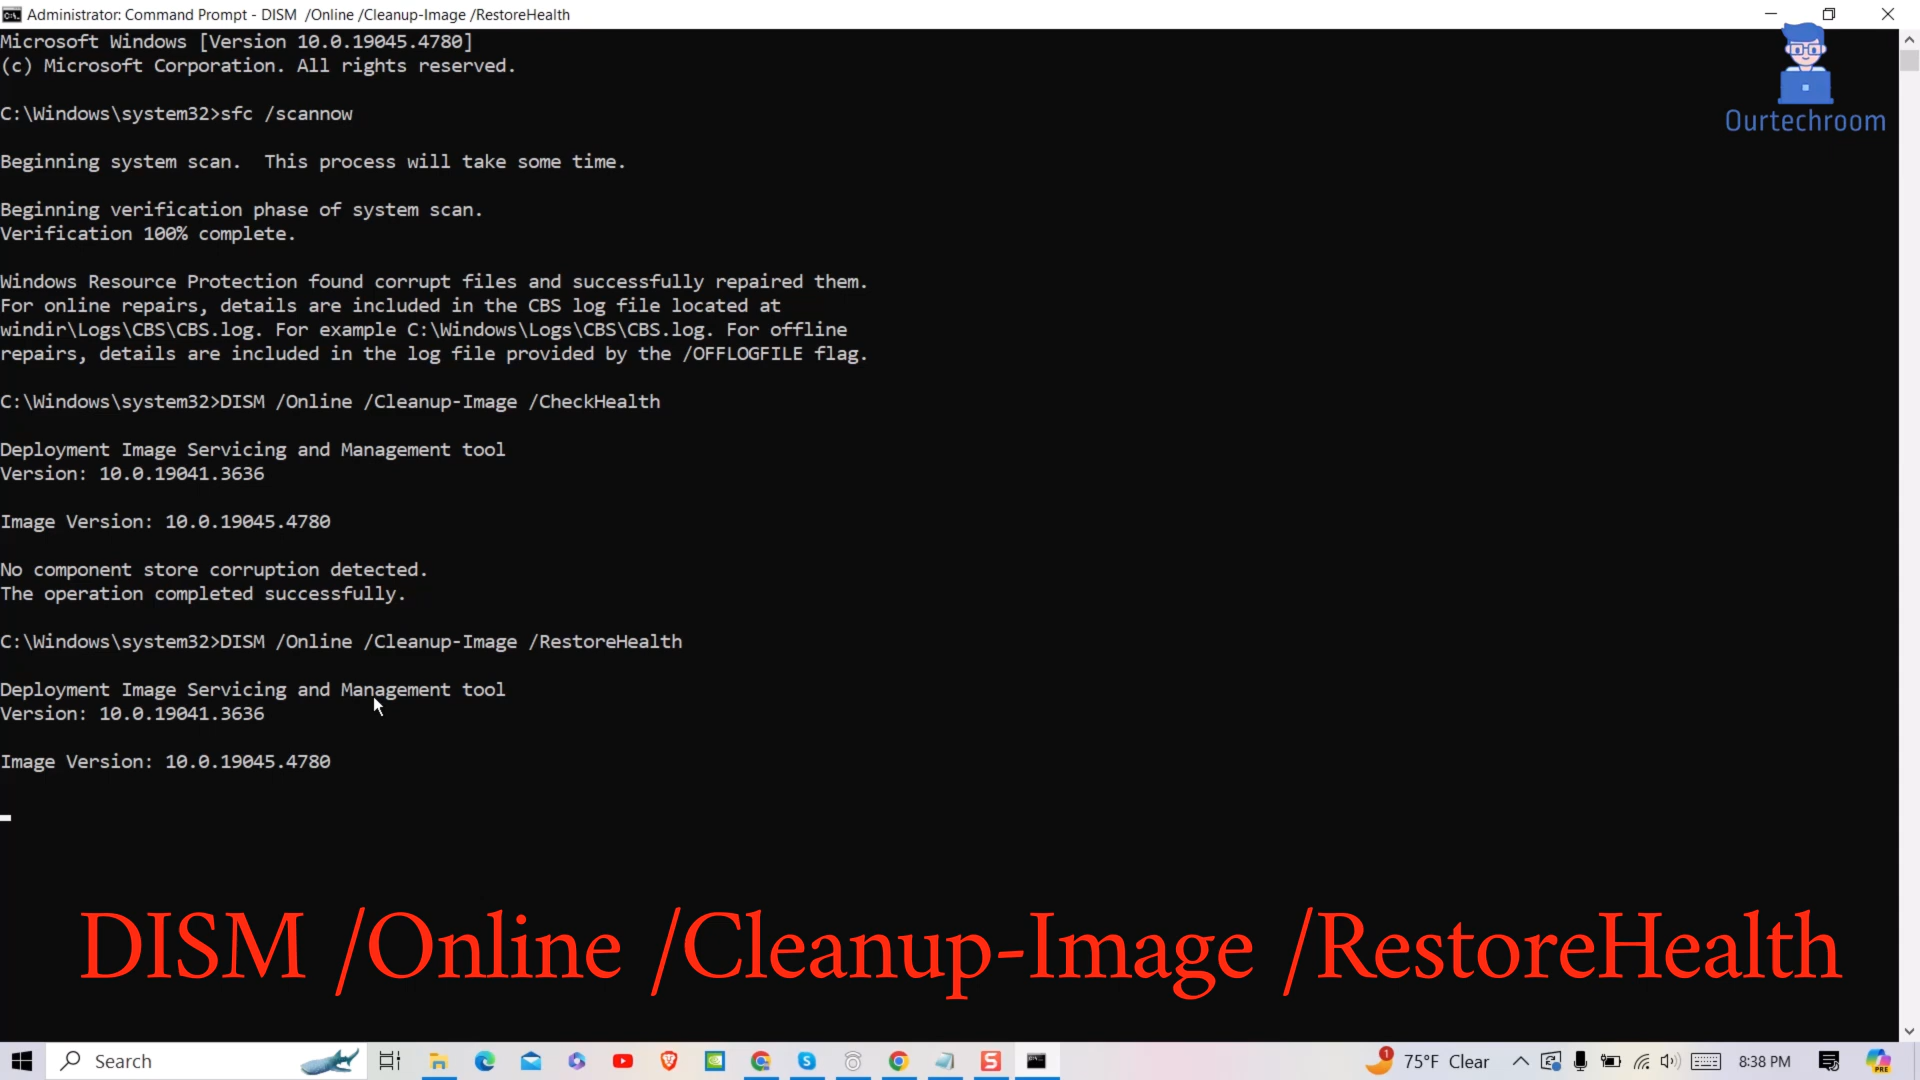 Administrator: Command Prompt - DISM  /Online /Cleanup-Image /RestoreHealth
Microsoft Windows [Version 10.0.19045.4780]
(c) Microsoft Corporation. All rights reserved.
Ourtechroom
C:\Windows\system32>sfc /scannow
Beginning system scan.  This process will take some time.
Beginning verification phase of system scan.
Verification 100% complete.
Windows Resource Protection found corrupt files and successfully repaired them.
For online repairs, details are included in the CBS log file located at
windir\Logs\CBS\CBS.log. For example C:\Windows\Logs\CBS\CBS.log. For offline
repairs, details are included in the log file provided by the /OFFLOGFILE flag.
C:\Windows\system32>DISM /Online /Cleanup-Image /CheckHealth
Deployment Image Servicing and Management tool
Version: 10.0.19041.3636
Image Version: 10.0.19045.4780
No component store corruption detected.
The operation completed successfully.
C:\Windows\system32>DISM /Online /Cleanup-Image /RestoreHealth
Deployment Image Servicing and Management tool
Version: 10.0.19041.3636
Image Version: 10.0.19045.4780
DISM /Online /Cleanup-Image /RestoreHealth
Search
1
75°F Clear
8:38 PM
PRE